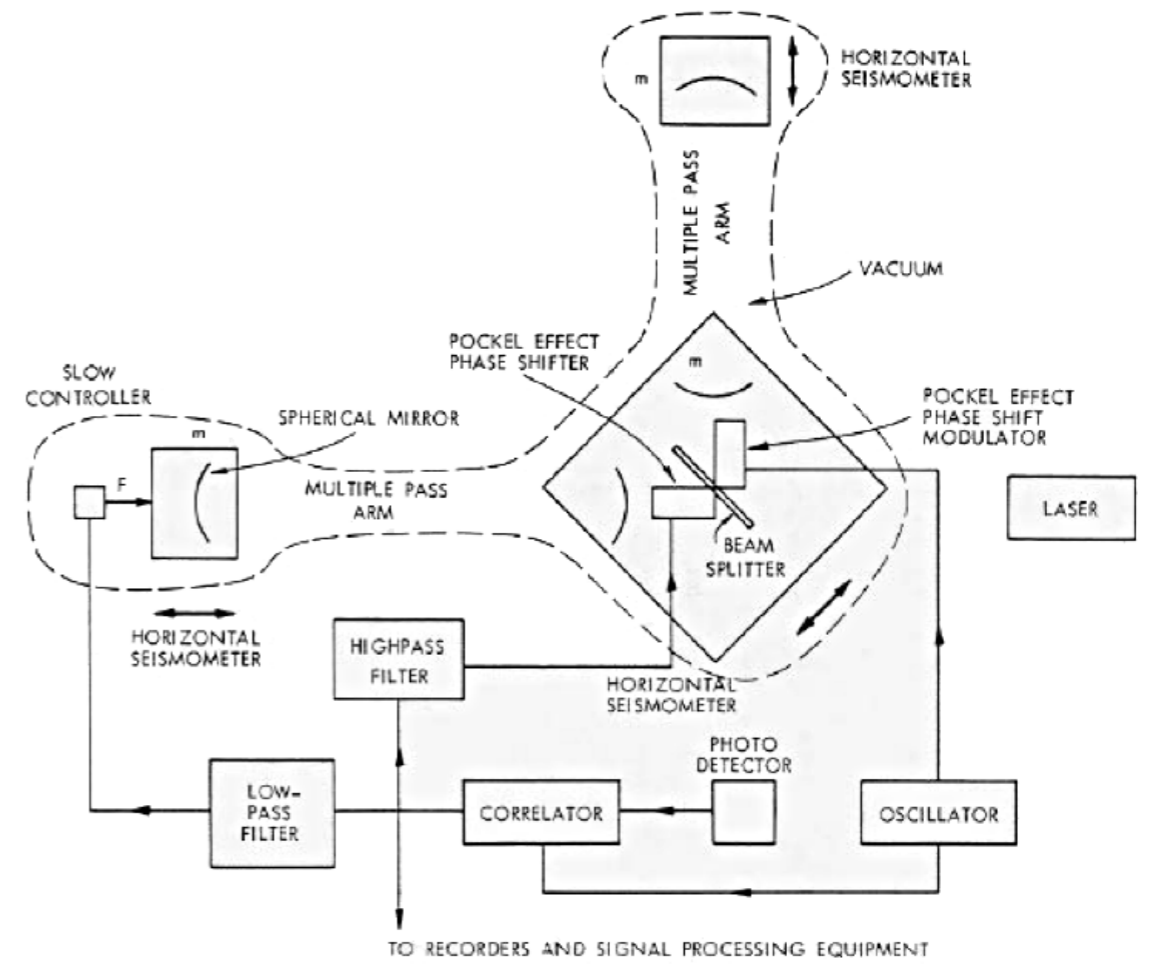 m
HORIZONTAL
SEISMOMETER
MULTIPLE PASS
ARM
VACUUM
POCKEL EFFECT
PHASE SHIFTER
m
SLOW
CONTROLLER
SPHERICAL MIRROR
POCKEL EFFECT
PHASE SHIFT
MODULATOR
m
F
MULTIPLE PASS
ARM
LASER
BEAM
SPLITTER
HORIZONTAL
SEISMOMETER
HIGHPASS
FILTER
HORIZONTAL
SEISMOMETER
PHOTO
DETECTOR
LOW-
PASS
FILTER
CORRELATOR
OSCILLATOR
TO RECORDERS AND SIGNAL PROCESSING EQUIPMENT